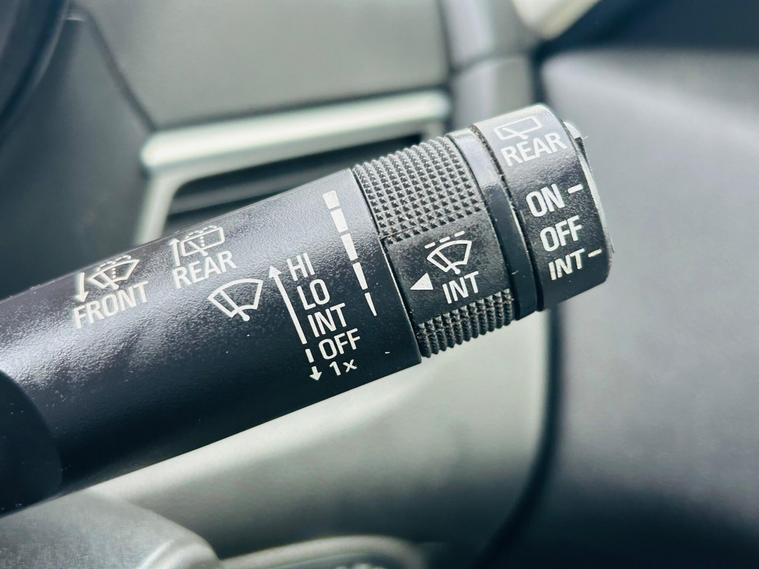 FRONT
REAR
HI
LO
INT
OFF
1x
INT
REAR
ON
OFF
INT